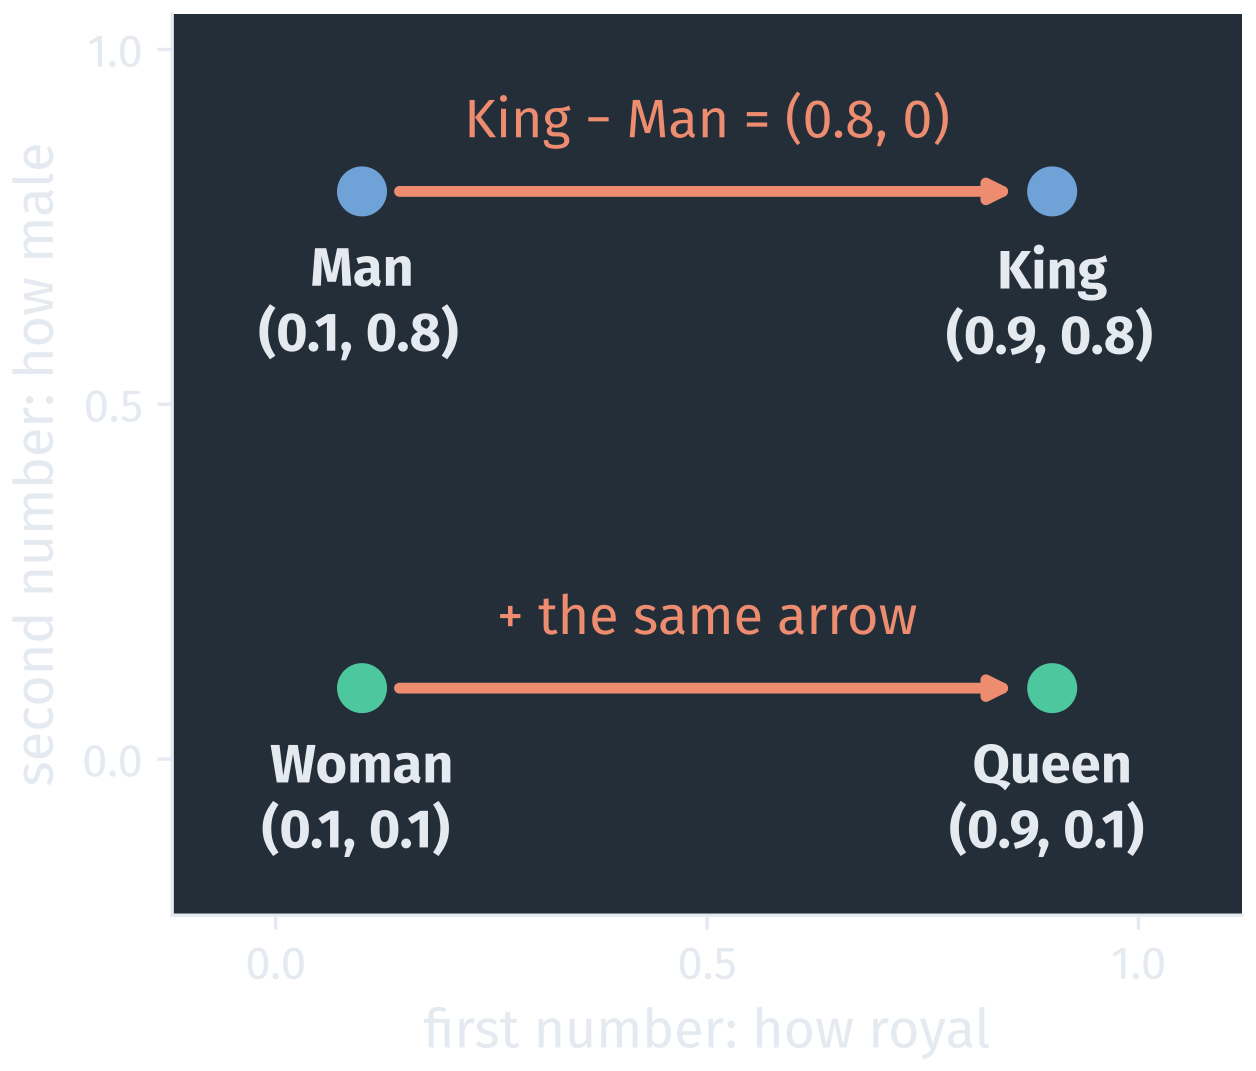 1.0
King − Man = (0.8, 0)
Man
(0.1, 0.8)
King
(0.9, 0.8)
second number: how male
0.5
+ the same arrow
0.0
Woman
(0.1, 0.1)
Queen
(0.9, 0.1)
0.0
0.5
1.0
first number: how royal